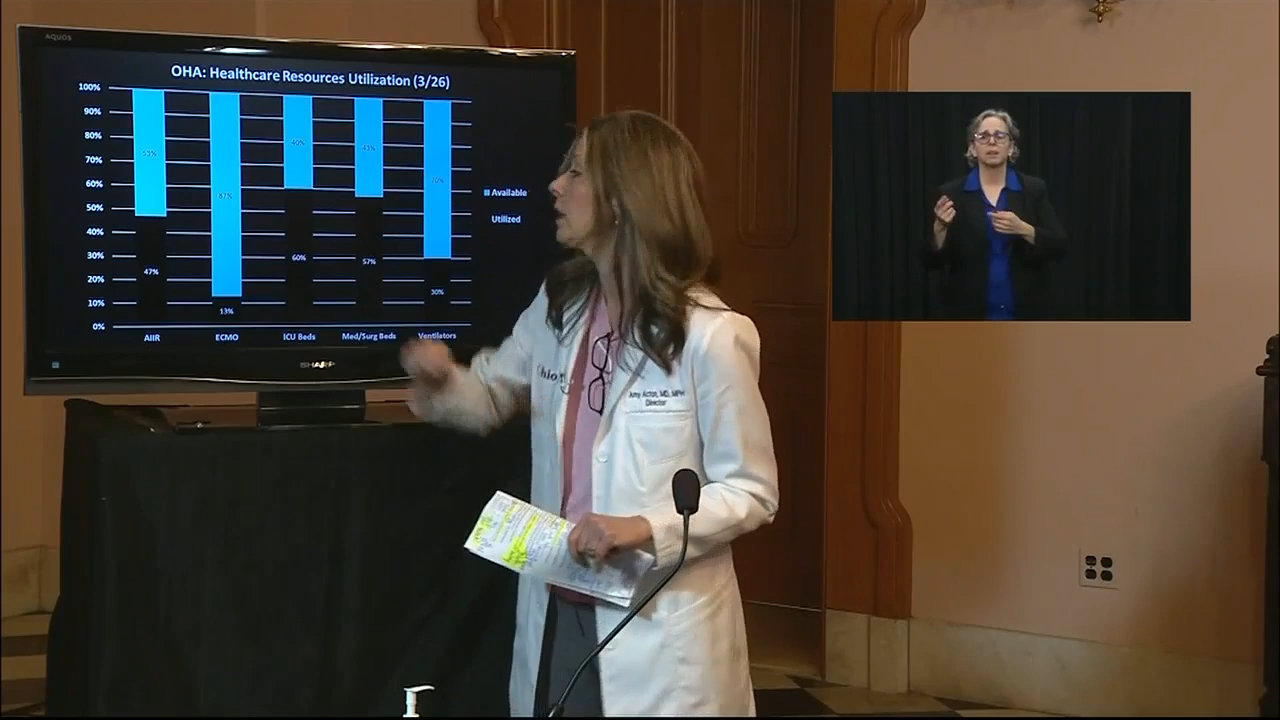 AQUOS
OHA: Healthcare Resources Utilization (3/26)
100%
90%
80%
70%
60%
50%
40%
30%
20%
10%
0%
53%
87%
40%
43%
70%
47%
13%
60%
57%
30%
AIIR
ECMO
ICU Beds
Med/Surg Beds
Ventilators
Available
Utilized
SHARP
Amy Acton, MD, MPH
Director